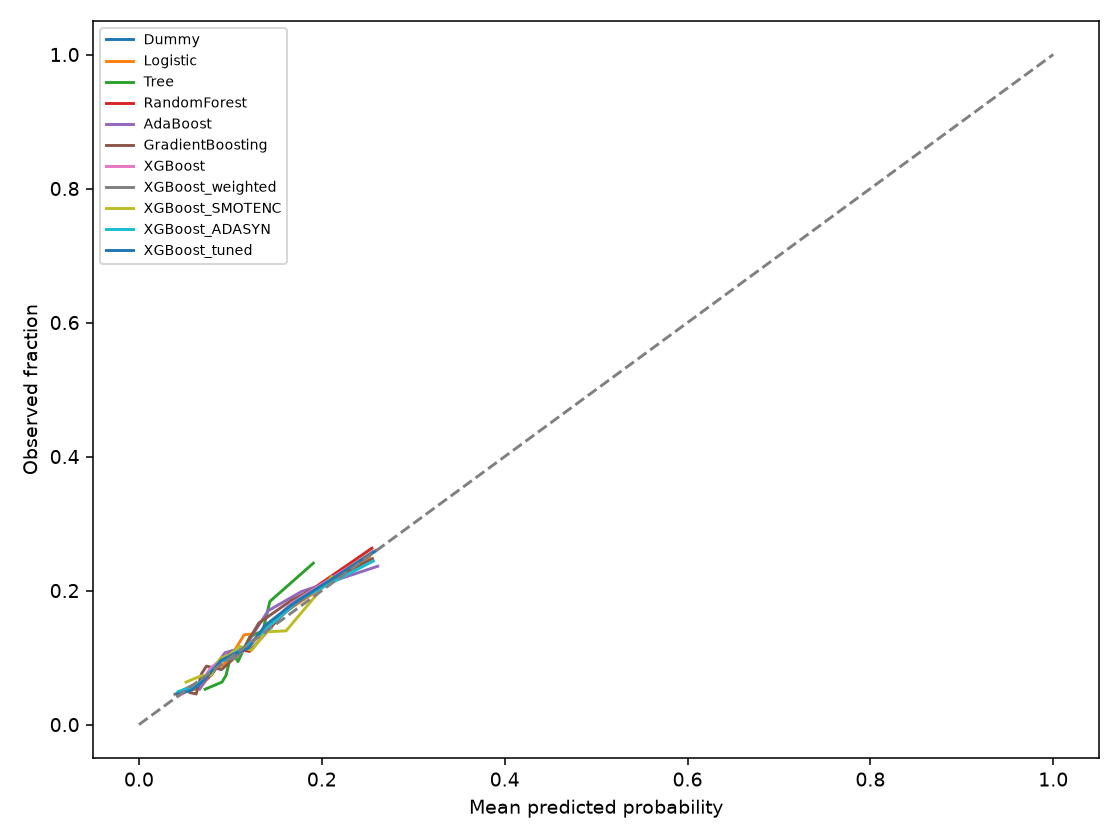 Dummy
Logistic
Tree
RandomForest
AdaBoost
GradientBoosting
XGBoost
XGBoost_weighted
XGBoost_SMOTENC
XGBoost_ADASYN
XGBoost_tuned
1.0
0.8
0.6
0.4
0.2
0.0
Observed fraction
0.0 0.2 0.4 0.6 0.8 1.0
Mean predicted probability